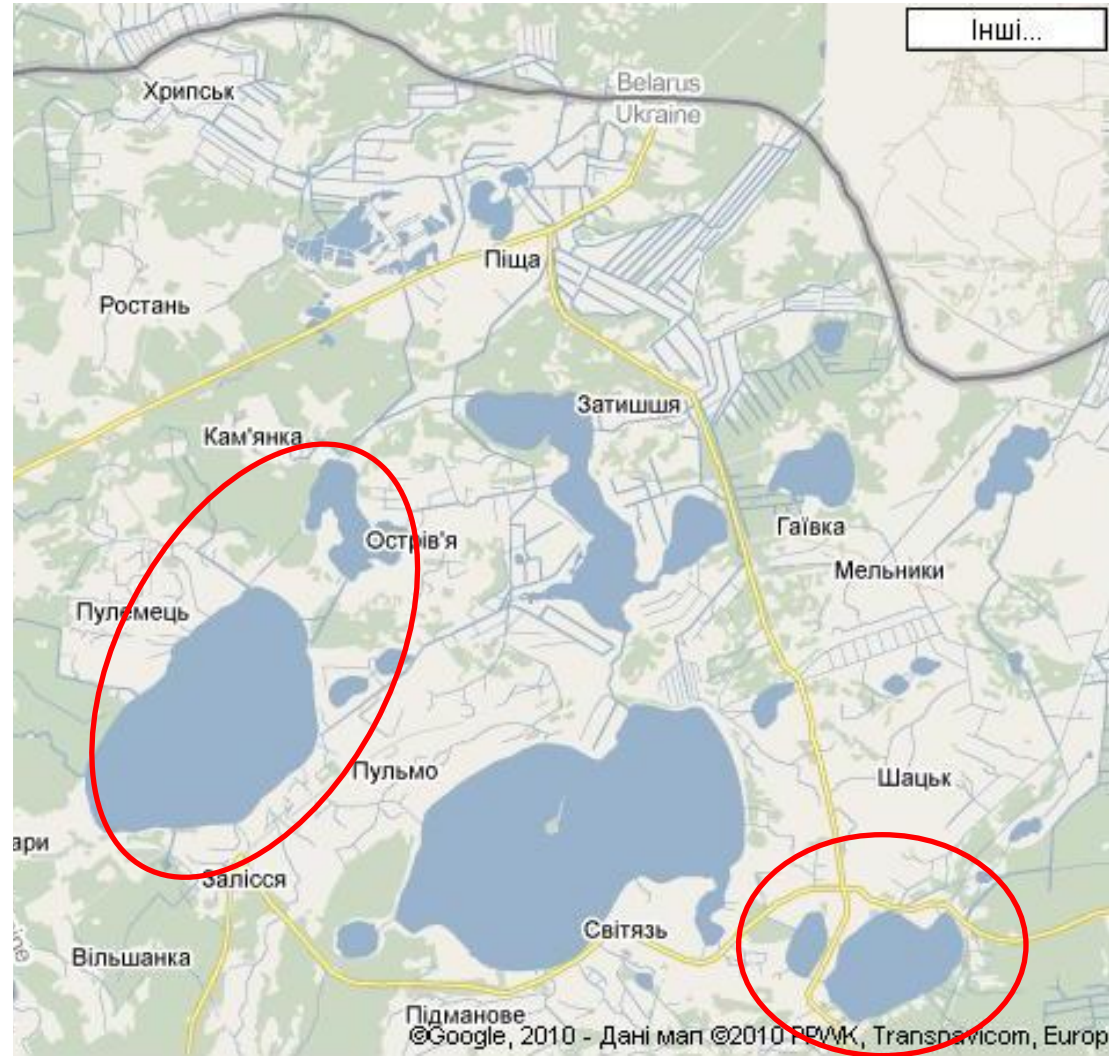 Інші...
Belarus
Хрипськ
Ukraine
Піща
Ростань
Затишшя
Кам'янка
Гаївка
Острів'я
Мельники
Пулемець
Пульмо
Шацьк
ари
Залісся
Світязь
Вільшанка
Підманове
©Google, 2010 - Дані мап ©2010 PPWK, Transnavicom, Europ